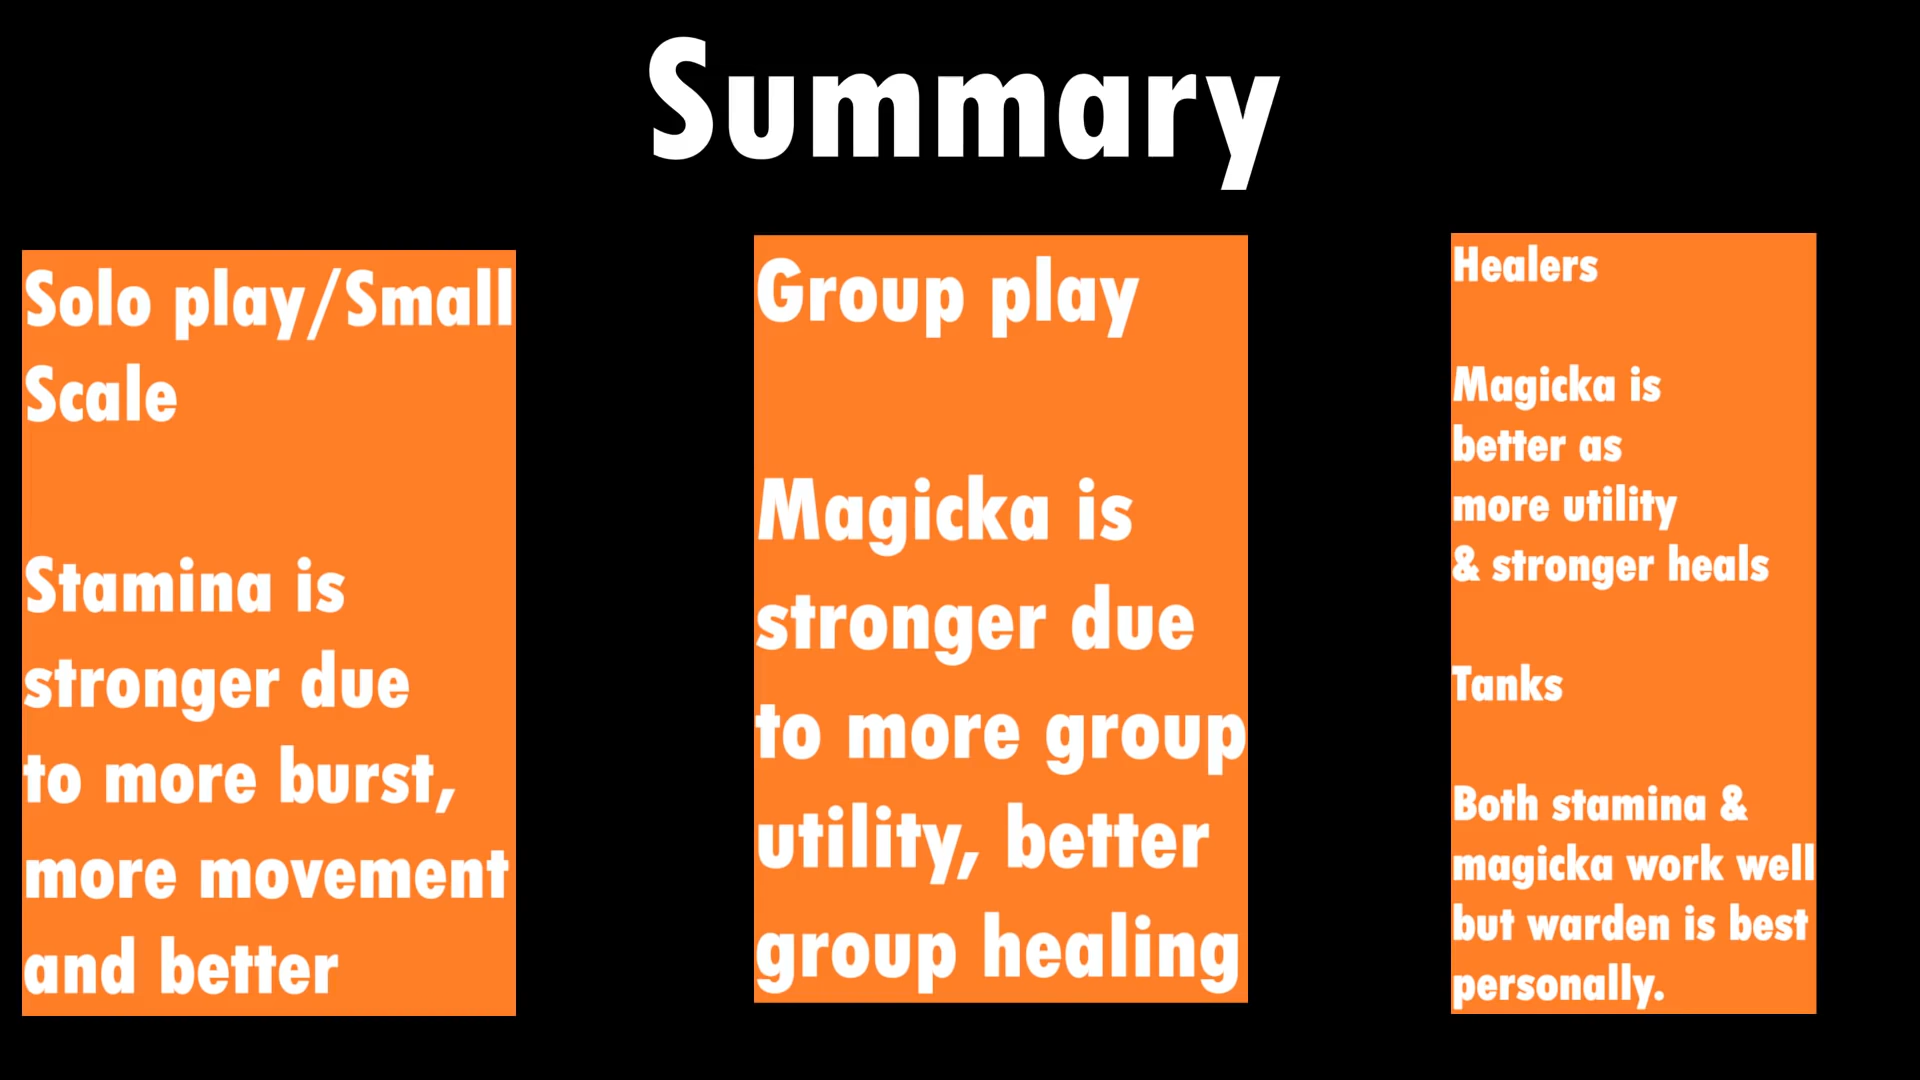 Summary
Solo play/Small
Scale
Stamina is
stronger due
to more burst,
more movement
and better
Group play
Magicka is
stronger due
to more group
utility, better
group healing
Healers
Magicka is
better as
more utility
& stronger heals
Tanks
Both stamina &
magicka work well
but warden is best
personally.